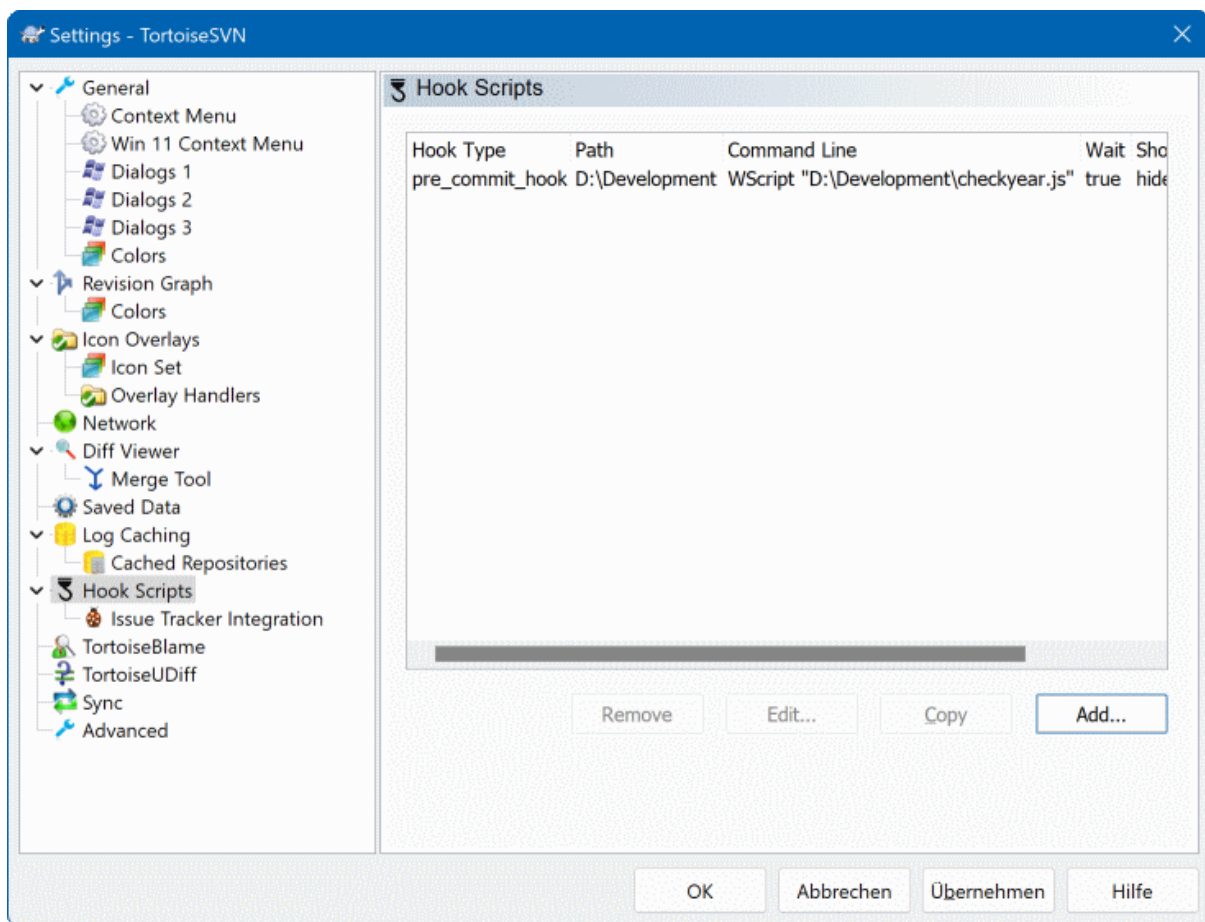 Settings - TortoiseSVN
General
Context Menu
Win 11 Context Menu
Dialogs 1
Dialogs 2
Dialogs 3
Colors
Revision Graph
Colors
Icon Overlays
Icon Set
Overlay Handlers
Network
Diff Viewer
Merge Tool
Saved Data
Log Caching
Cached Repositories
Hook Scripts
Issue Tracker Integration
TortoiseBlame
TortoiseUDiff
Sync
Advanced
Hook Scripts
Hook Type Path Command Line Wait Sho
pre_commit_hook D:\Development WScript "D:\Development\checkyear.js" true hide
Remove Edit... Copy Add...
OK Abbrechen Übernehmen Hilfe